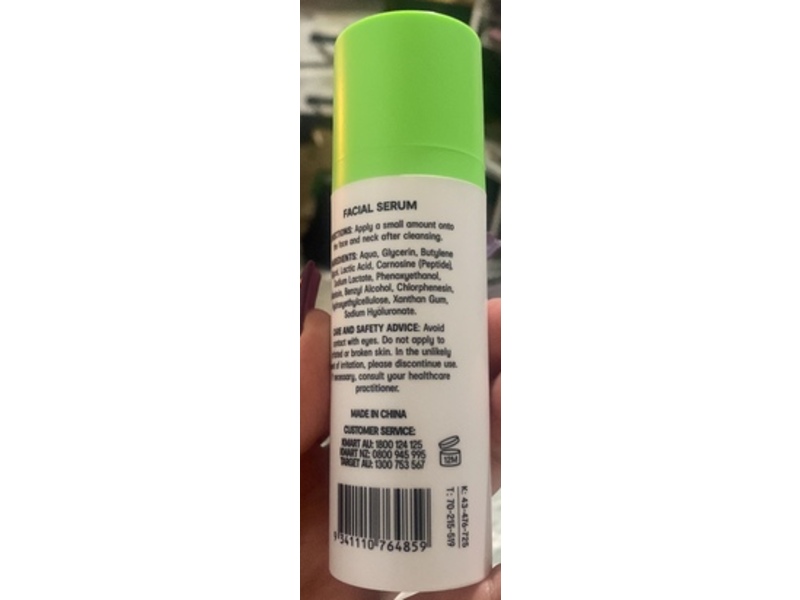 FACIAL SERUM
Apply a small amount onto
face and neck after cleansing.
Aqua, Glycerin, Butylene
Lactic Acid, Carnosine (Peptide),
Sodium Lactate, Phenoxyethanol,
Benzyl Alcohol, Chlorphenesin,
Xanthan Gum,
Sodium Hyaluronate.
AND SAFETY ADVICE: Avoid
contact with eyes. Do not apply to
or broken skin. In the unlikely
of irritation, please discontinue use.
necessary, consult your healthcare
practitioner.
MADE IN CHINA
CUSTOMER SERVICE:
KMART AU: 1800 124 125
KMART NZ: 0800 945 995
TARGET AU: 1300 753 567
12M
K: 43-476-725
T: 70-215-519
9 341110 764859